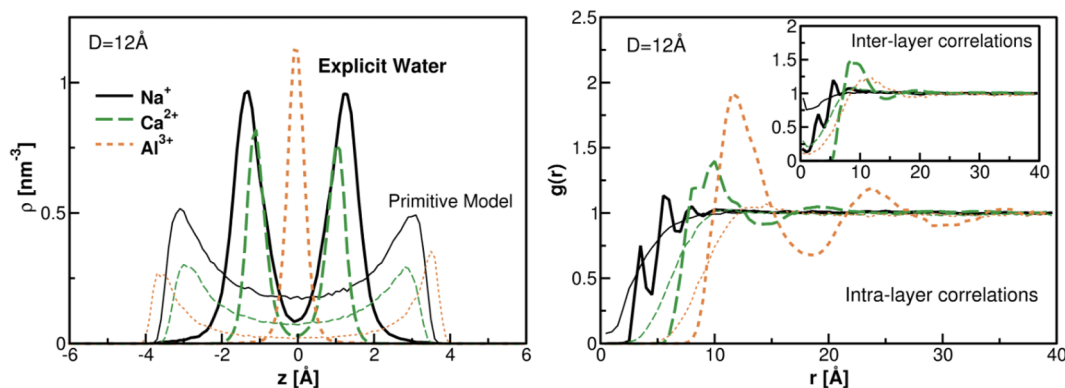 D=12Å
Explicit Water
Na+
Ca2+
Al3+
Primitive Model
ρ [nm-3]
1
0.5
0
-6
-4
-2
0
2
4
6
z [Å]
D=12Å
Inter-layer correlations
2
1.5
1
0.5
0
0
10
20
30
40
g(r)
2.5
2
1.5
1
0.5
0
Intra-layer correlations
0
10
20
30
40
r [Å]